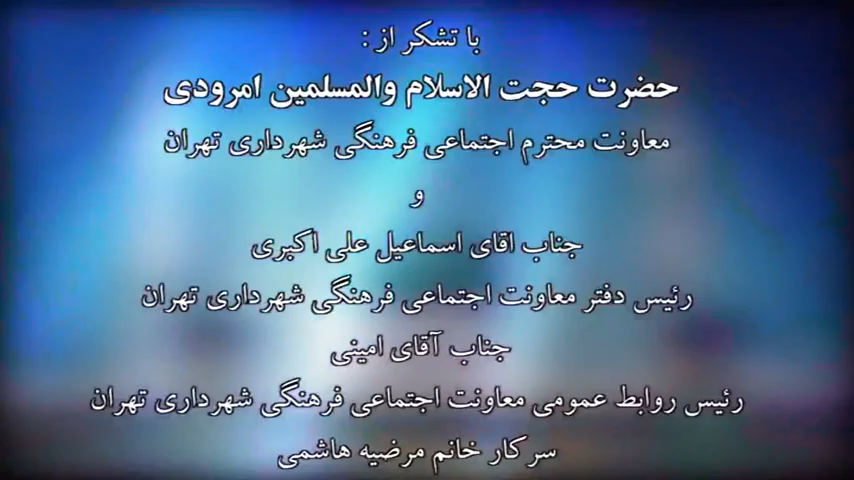 با تشکر از :
حضرت حجت الاسلام والمسلمین امرودی
معاونت محترم اجتماعی فرهنگی شهرداری تهران
و
جناب اقای اسماعیل علی اکبری
رئیس دفتر معاونت اجتماعی فرهنگی شهرداری تهران
جناب آقای امینی
رئیس روابط عمومی معاونت اجتماعی فرهنگی شهرداری تهران
سرکار خانم مرضیه هاشمی